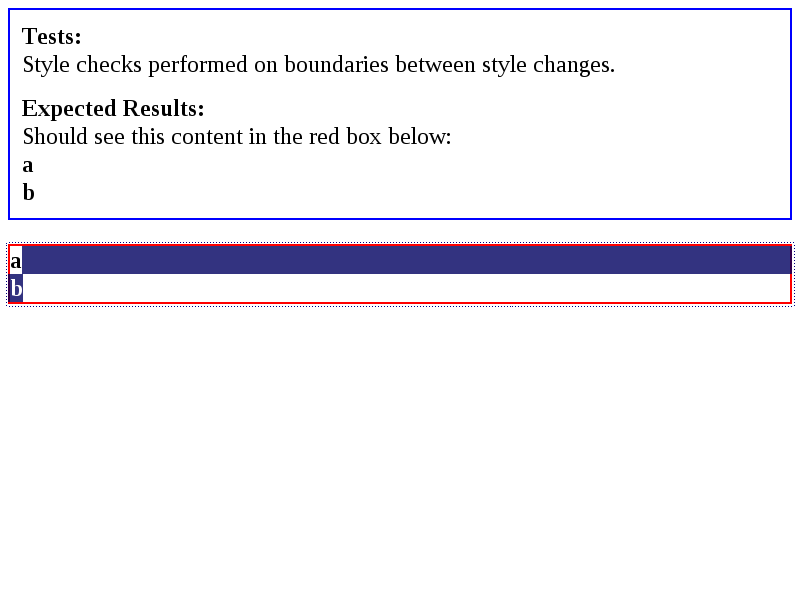 Tests:
Style checks performed on boundaries between style changes.
Expected Results:
Should see this content in the red box below:
a
b
a
b